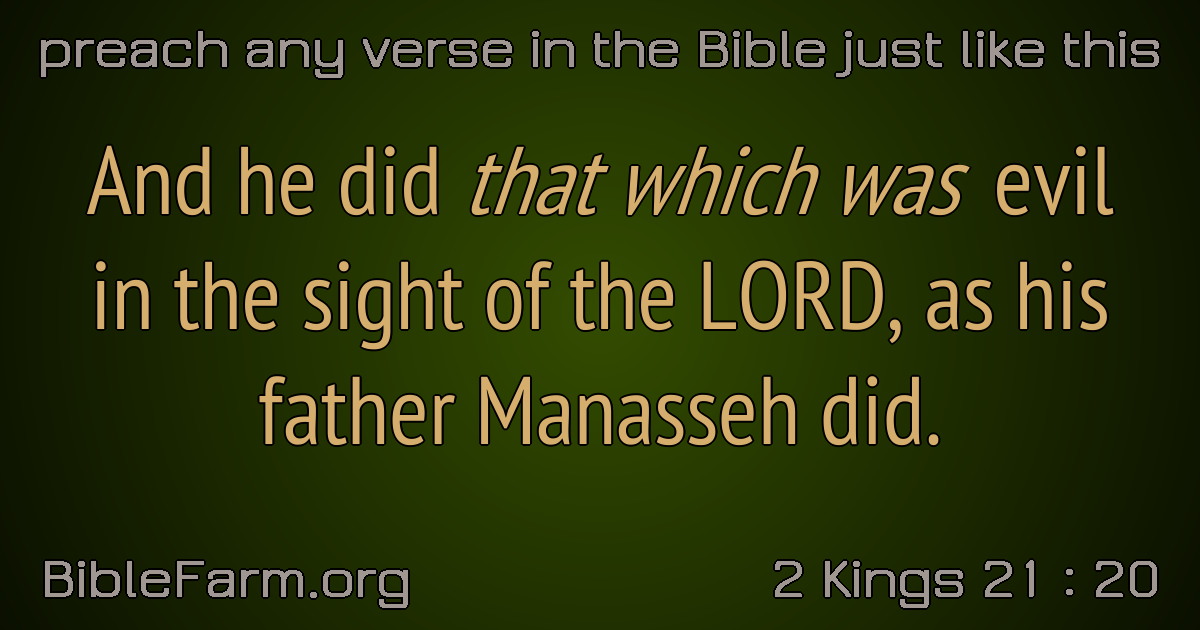 preach any verse in the Bible just like this
And he did that which was evil
in the sight of the LORD, as his
father Manasseh did.
BibleFarm.org
2 Kings 21 : 20